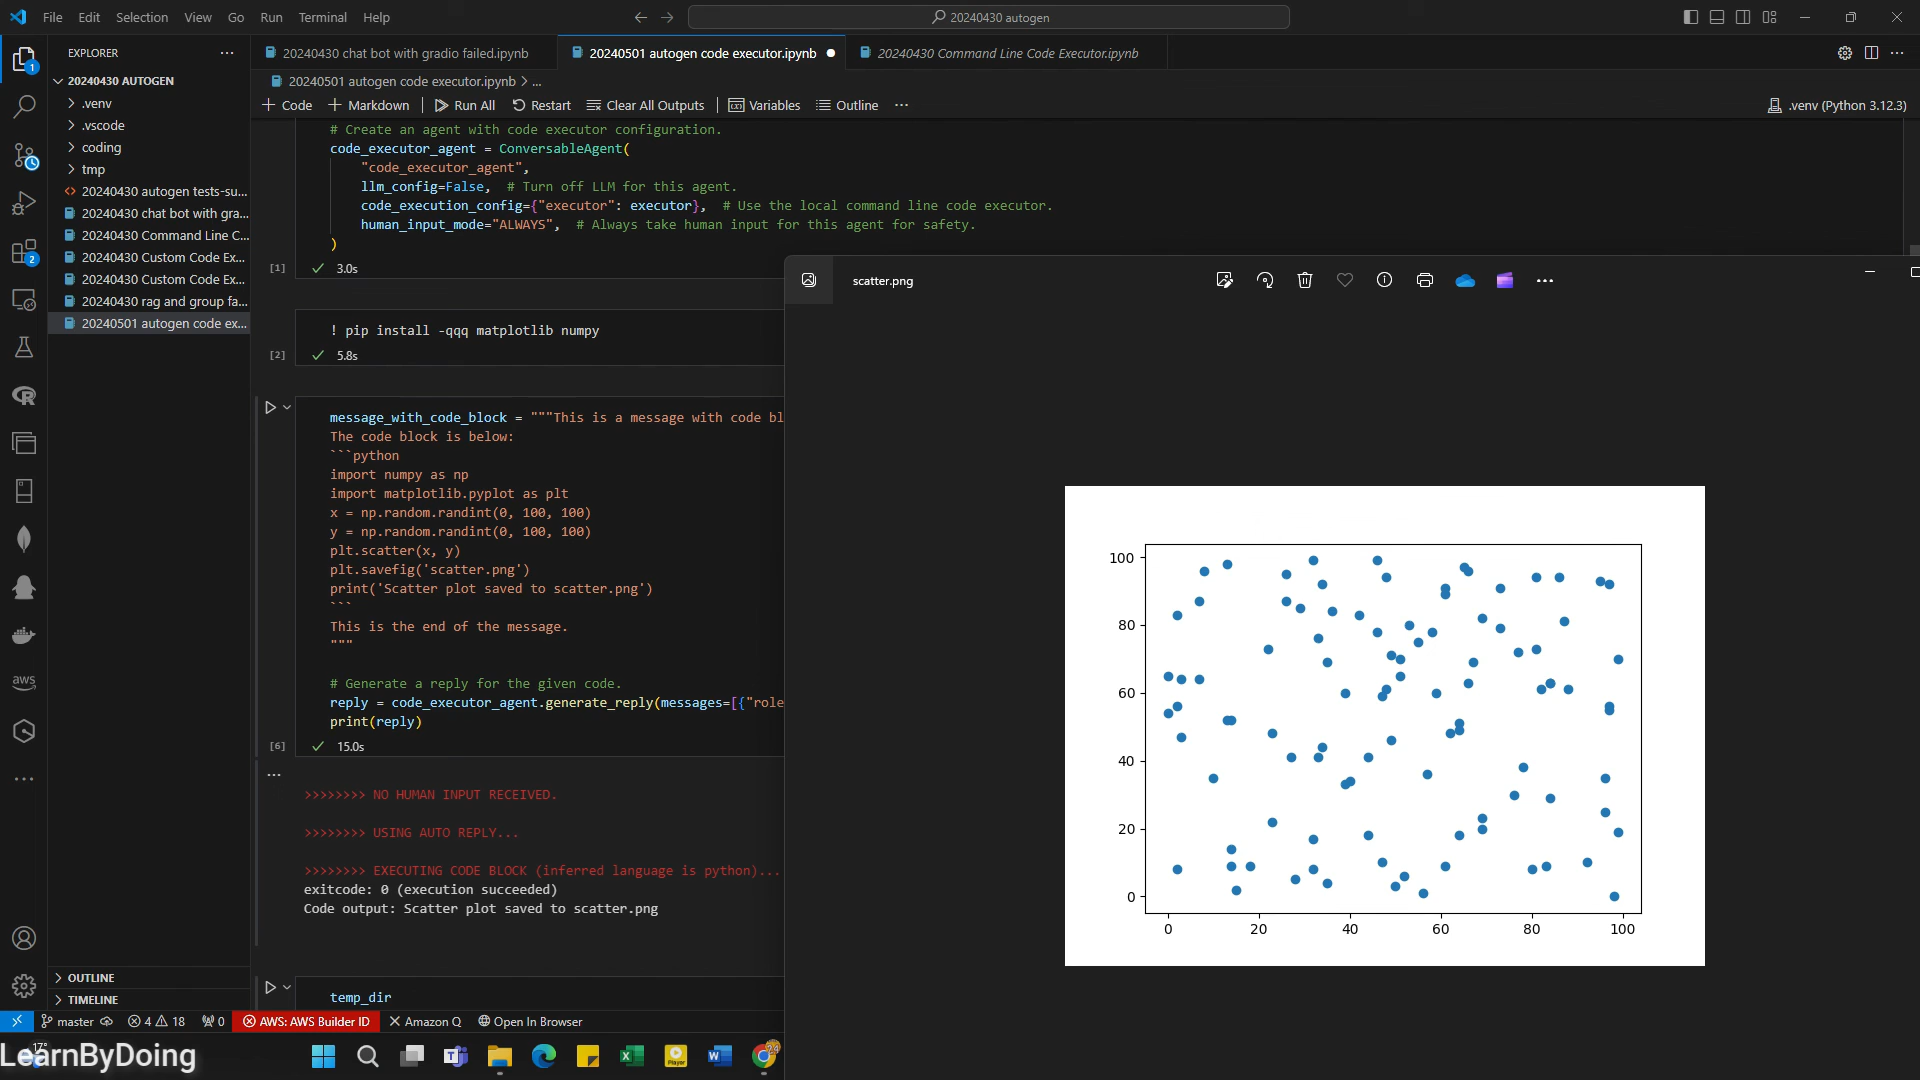 File Edit Selection View Go Run Terminal Help
20240430 autogen
EXPLORER
20240430 chat bot with gradio failed.ipynb
20240501 autogen code executor.ipynb
20240430 Command Line Code Executor.ipynb
20240430 AUTOGEN
20240501 autogen code executor.ipynb > ...
.venv
.vscode
coding
tmp
20240430 autogen tests-su...
20240430 chat bot with gra...
20240430 Command Line C...
20240430 Custom Code Ex...
20240430 Custom Code Ex...
20240430 rag and group fa...
20240501 autogen code ex...
+ Code + Markdown | Run All Restart Clear All Outputs | Variables Outline ...
.venv (Python 3.12.3)
# Create an agent with code executor configuration.
code_executor_agent = ConversableAgent(
"code_executor_agent",
llm_config=False,  # Turn off LLM for this agent.
code_execution_config={"executor": executor},  # Use the local command line code executor.
human_input_mode="ALWAYS",  # Always take human input for this agent for safety.
)
[1] 3.0s
! pip install -qqq matplotlib numpy
[2] 5.8s
message_with_code_block = """This is a message with code bl
The code block is below:
```python
import numpy as np
import matplotlib.pyplot as plt
x = np.random.randint(0, 100, 100)
y = np.random.randint(0, 100, 100)
plt.scatter(x, y)
plt.savefig('scatter.png')
print('Scatter plot saved to scatter.png')
```
This is the end of the message.
"""
# Generate a reply for the given code.
reply = code_executor_agent.generate_reply(messages=[{"role
print(reply)
[6] 15.0s
...
>>>>>>>> NO HUMAN INPUT RECEIVED.
>>>>>>>> USING AUTO REPLY...
>>>>>>>> EXECUTING CODE BLOCK (inferred language is python)...
exitcode: 0 (execution succeeded)
Code output: Scatter plot saved to scatter.png
temp_dir
scatter.png
100
80
60
40
20
0
0 20 40 60 80 100
1
2
aws
OUTLINE
TIMELINE
master 4 18 0 AWS: AWS Builder ID Amazon Q Open In Browser
17°
LearnByDoing
Player